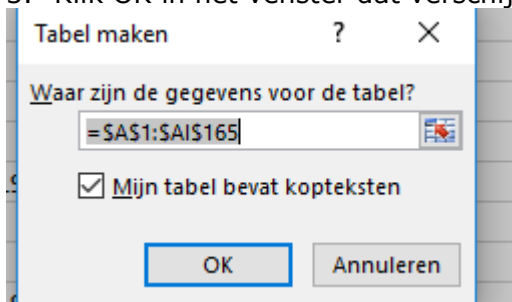 Klik OK in het venster dat
Tabel maken ?
Waar zijn de gegevens voor de tabel?
=$A$1:$AI$165
Mijn tabel bevat kopteksten
OK Annuleren